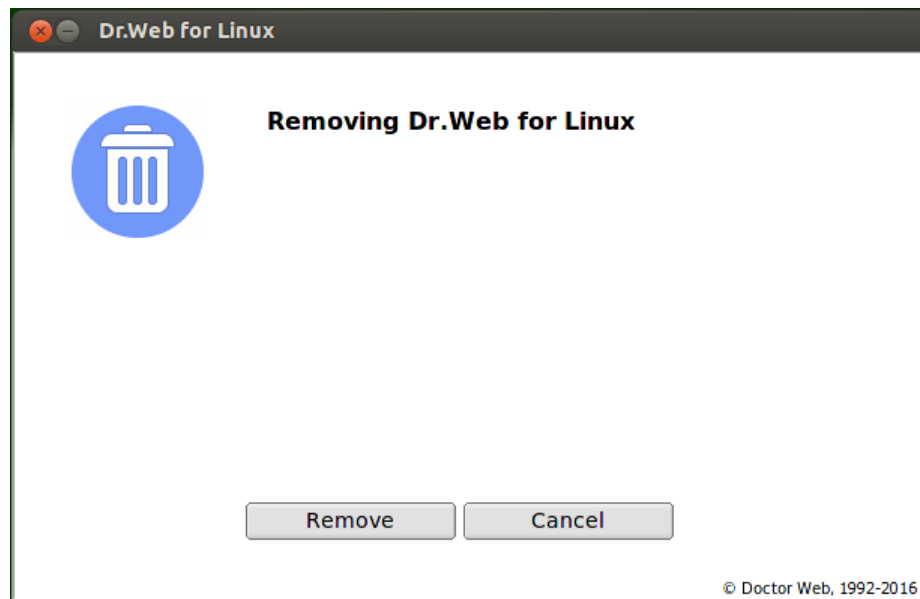 Dr.Web for Linux
Removing Dr.Web for Linux
Remove
Cancel
© Doctor Web, 1992-2016